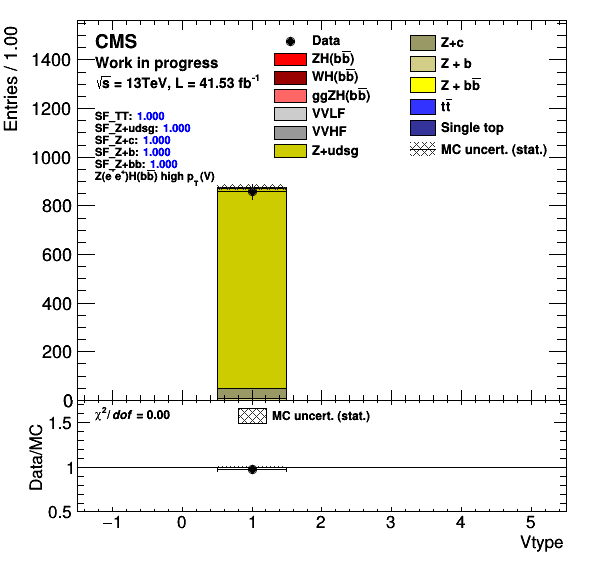 CMS
Work in progress
√s = 13TeV, L = 41.53 fb⁻¹
SF_TT: 1.000
SF_Z+udsg: 1.000
SF_Z+c: 1.000
SF_Z+b: 1.000
SF_Z+bb: 1.000
Z(e⁻e⁺)H(bb̅) high p_T(V)
Data
ZH(bb̅)
WH(bb̅)
ggZH(bb̅)
VVLF
VVHF
Z+udsg
Z+c
Z + b
Z + bb̅
tt̅
Single top
MC uncert. (stat.)
Entries / 1.00
1400
1200
1000
800
600
400
200
0
χ²/dof = 0.00
MC uncert. (stat.)
Data/MC
1.5
1
0.5
−1 0 1 2 3 4 5
Vtype